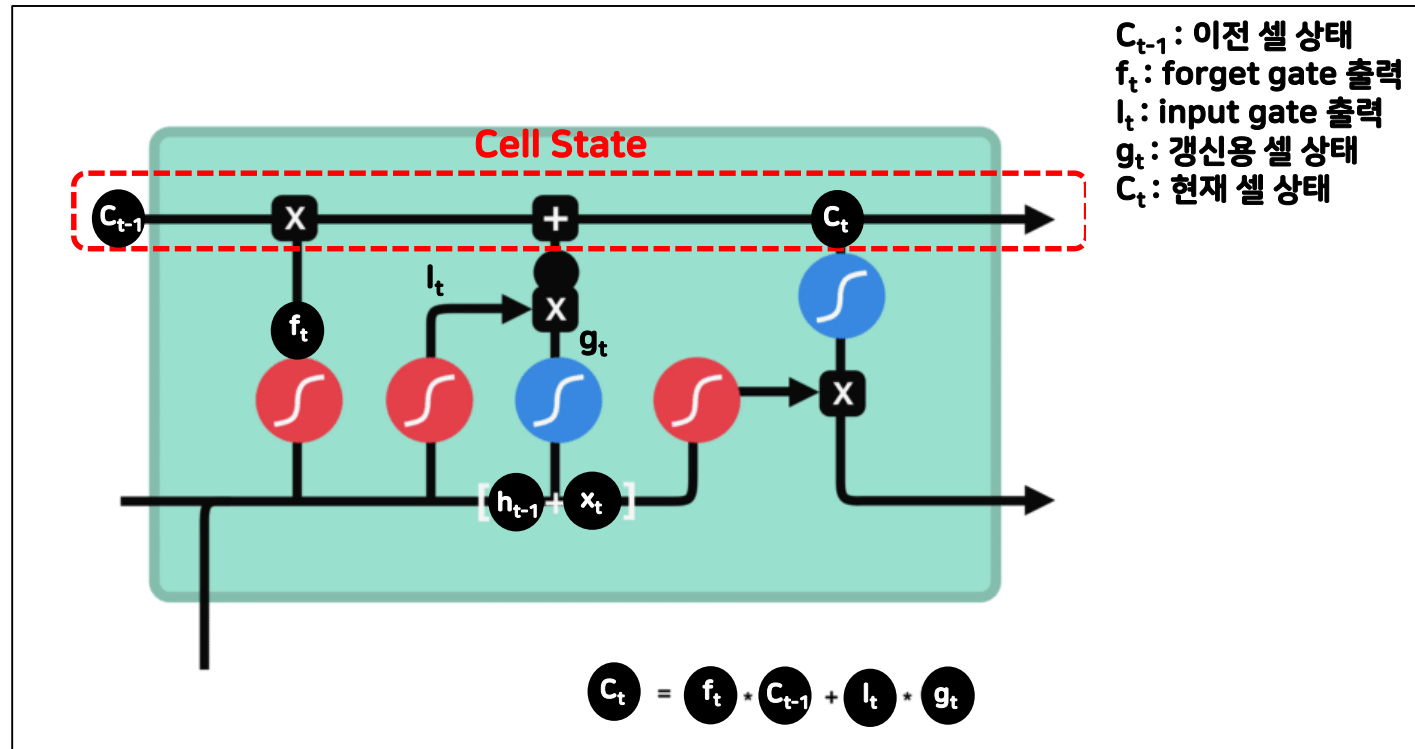 C_t-1 : 이전 셀 상태
f_t : forget gate 출력
I_t : input gate 출력
g_t : 갱신용 셀 상태
C_t : 현재 셀 상태
Cell State
C_t-1 X + C_t
I_t X
f_t
g_t
X
[ h_t-1 + x_t ]
C_t = f_t * C_t-1 + I_t * g_t